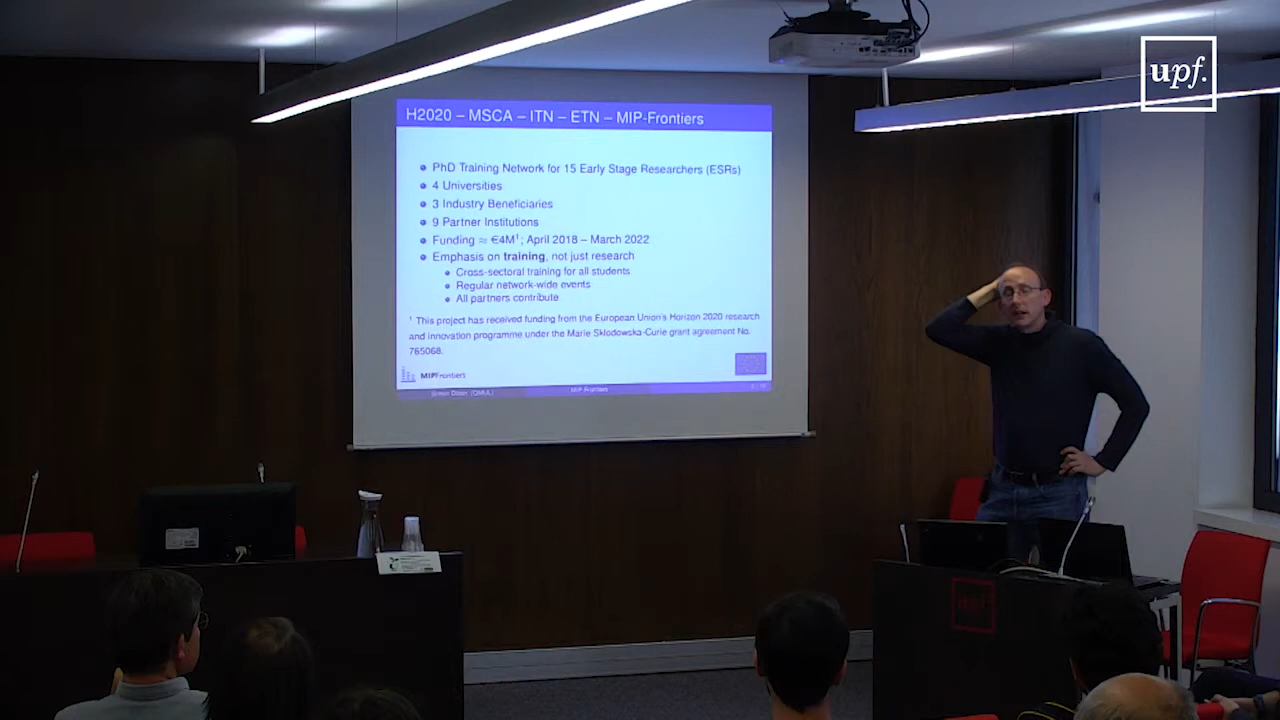 upf.
H2020 – MSCA – ITN – ETN – MIP-Frontiers
PhD Training Network for 15 Early Stage Researchers (ESRs)
4 Universities
3 Industry Beneficiaries
9 Partner Institutions
Funding ≈ €4M¹; April 2018 – March 2022
Emphasis on training, not just research
Cross-sectoral training for all students
Regular network-wide events
All partners contribute
¹ This project has received funding from the European Union's Horizon 2020 research
and innovation programme under the Marie Skłodowska-Curie grant agreement No.
765068.
MIPFrontiers
Simon Dixon (QMUL) MIP Frontiers
upf.